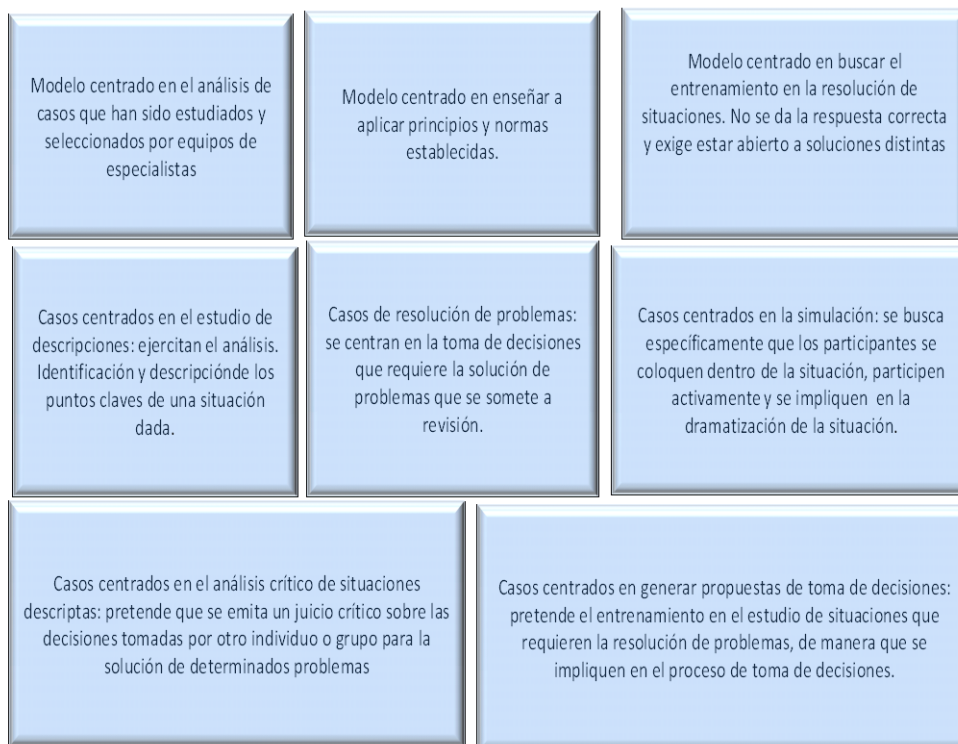 Modelo centrado en el análisis de
casos que han sido estudiados y
seleccionados por equipos de
especialistas
Modelo centrado en enseñar a
aplicar principios y normas
establecidas.
Modelo centrado en buscar el
entrenamiento en la resolución de
situaciones. No se da la respuesta correcta
y exige estar abierto a soluciones distintas
Casos centrados en el estudio de
descripciones: ejercitan el análisis.
Identificación y descripciónde los
puntos claves de una situación
dada.
Casos de resolución de problemas:
se centran en la toma de decisiones
que requiere la solución de
problemas que se somete a
revisión.
Casos centrados en la simulación: se busca
específicamente que los participantes se
coloquen dentro de la situación, participen
activamente y se impliquen en la
dramatización de la situación.
Casos centrados en el análisis crítico de situaciones
descriptas: pretende que se emita un juicio crítico sobre las
decisiones tomadas por otro individuo o grupo para la
solución de determinados problemas
Casos centrados en generar propuestas de toma de decisiones:
pretende el entrenamiento en el estudio de situaciones que
requieren la resolución de problemas, de manera que se
impliquen en el proceso de toma de decisiones.